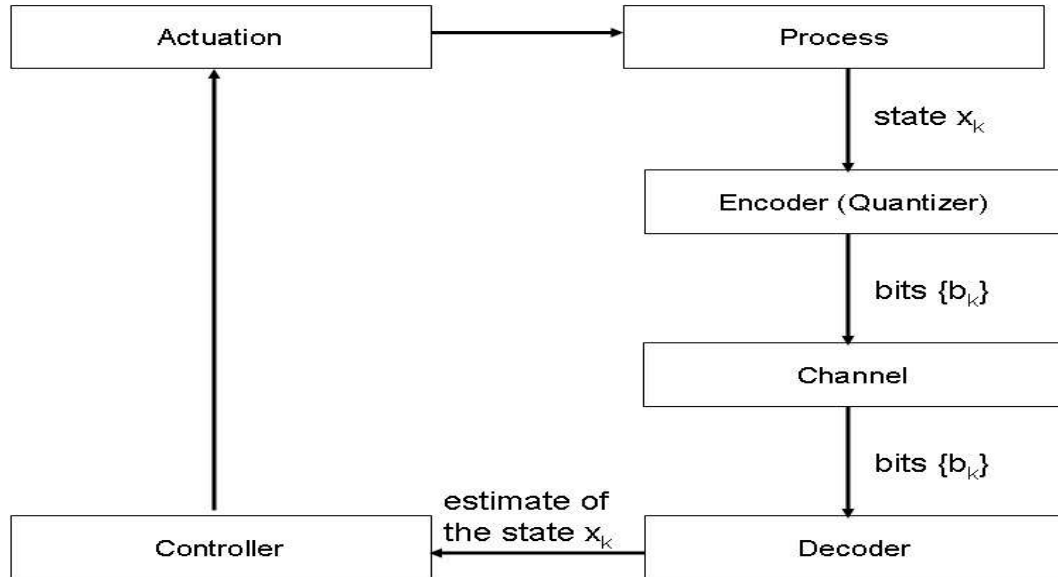 Actuation
Process
state x_k
Encoder (Quantizer)
bits {b_k}
Channel
bits {b_k}
estimate of
the state x_k
Controller
Decoder